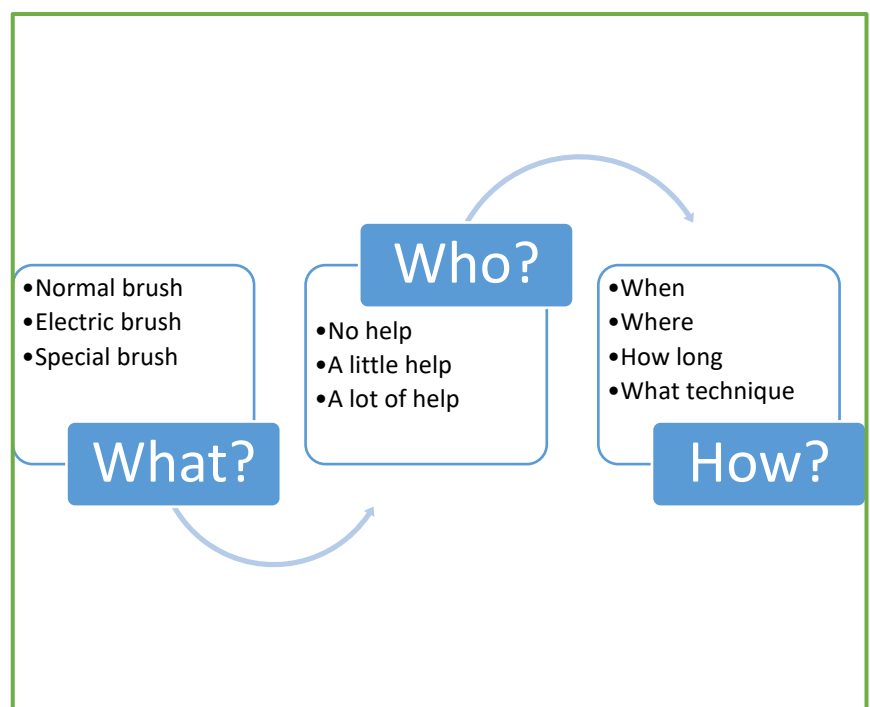 •Normal brush
•Electric brush
•Special brush
What?
Who?
•No help
•A little help
•A lot of help
•When
•Where
•How long
•What technique
How?